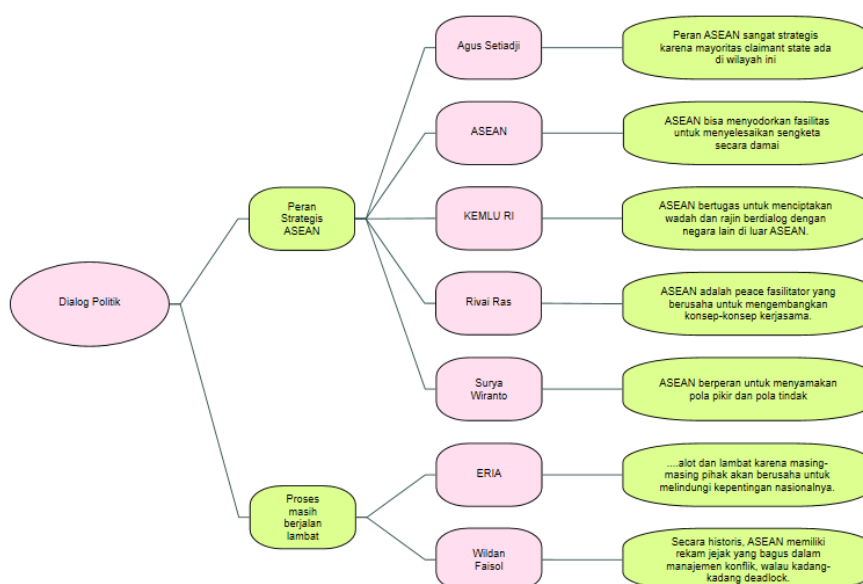 Dialog Politik
Peran
Strategis
ASEAN
Agus Setiadji
Peran ASEAN sangat strategis
karena mayoritas claimant state ada
di wilayah ini
ASEAN
ASEAN bisa menyodorkan fasilitas
untuk menyelesaikan sengketa
secara damai
KEMLU RI
ASEAN bertugas untuk menciptakan
wadah dan rajin berdialog dengan
negara lain di luar ASEAN.
Rivai Ras
ASEAN adalah peace fasilitator yang
berusaha untuk mengembangkan
konsep-konsep kerjasama.
Surya
Wiranto
ASEAN berperan untuk menyamakan
pola pikir dan pola tindak
Proses
masih
berjalan
lambat
ERIA
....alot dan lambat karena masing-
masing pihak akan berusaha untuk
melindungi kepentingan nasionalnya.
Wildan
Faisol
Secara historis, ASEAN memiliki
rekam jejak yang bagus dalam
manajemen konflik, walau kadang-
kadang deadlock.